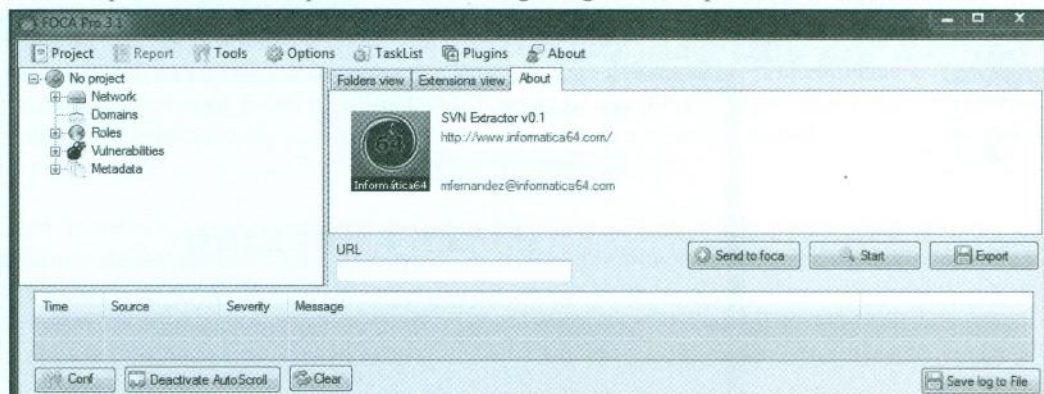 FOCA Pro 3.1
Project Report Tools Options TaskList Plugins About
No project
Network
Domains
Roles
Vulnerabilities
Metadata
Folders view Extensions view About
64
Informática64
SVN Extractor v0.1
http://www.informatica64.com/
mfernandez@informatica64.com
URL
Send to foca Start Export
Time Source Severity Message
Conf Deactivate AutoScroll Clear
Save log to File